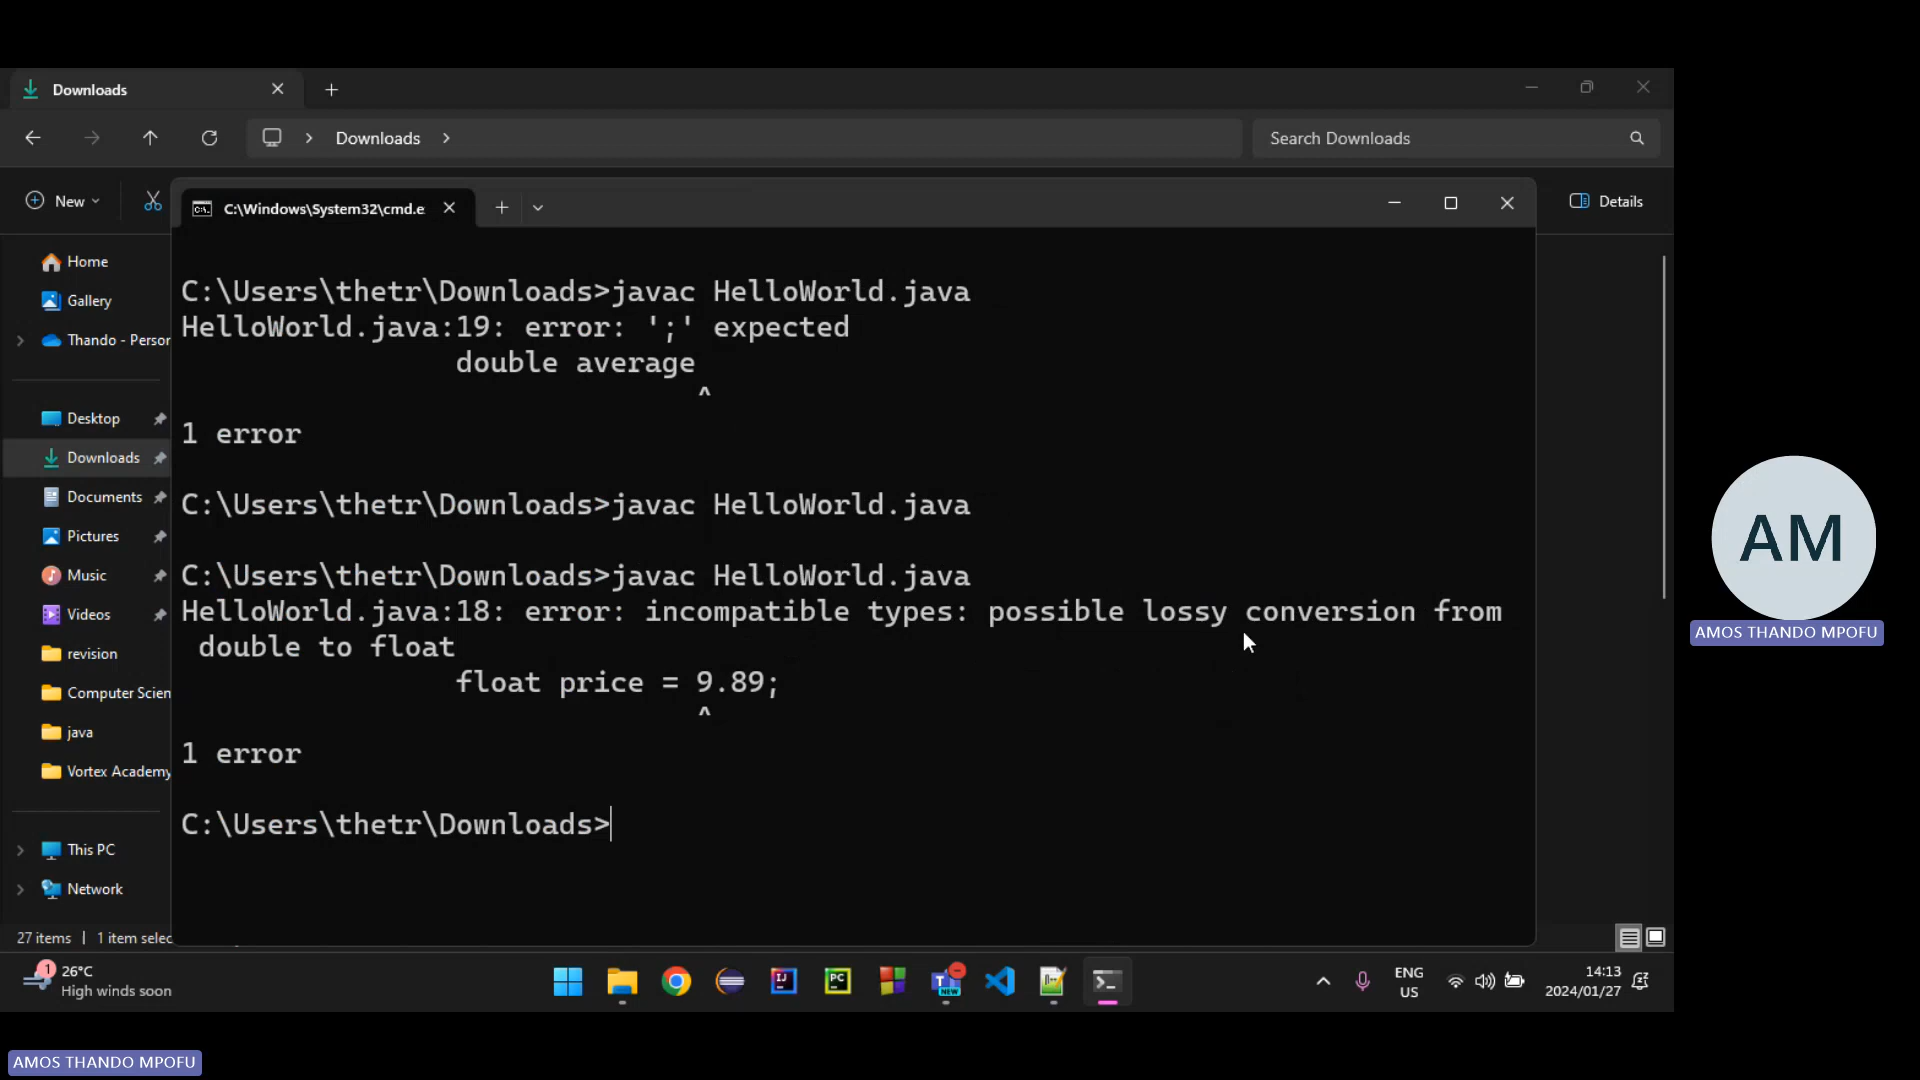 Downloads
Downloads
Search Downloads
New
C:\Windows\System32\cmd.e
Details
Home
Gallery
Thando - Persor
Desktop
Downloads
Documents
Pictures
Music
Videos
revision
Computer Scien
java
Vortex Academy
This PC
Network
27 items
1 item selec
C:\Users\thetr\Downloads>javac HelloWorld.java
HelloWorld.java:19: error: ';' expected
double average
^
1 error
C:\Users\thetr\Downloads>javac HelloWorld.java
C:\Users\thetr\Downloads>javac HelloWorld.java
HelloWorld.java:18: error: incompatible types: possible lossy conversion from
double to float
float price = 9.89;
^
1 error
C:\Users\thetr\Downloads>
AM
AMOS THANDO MPOFU
1
26°C
High winds soon
IJ
PC
T
NEW
ENG
US
14:13
2024/01/27
AMOS THANDO MPOFU